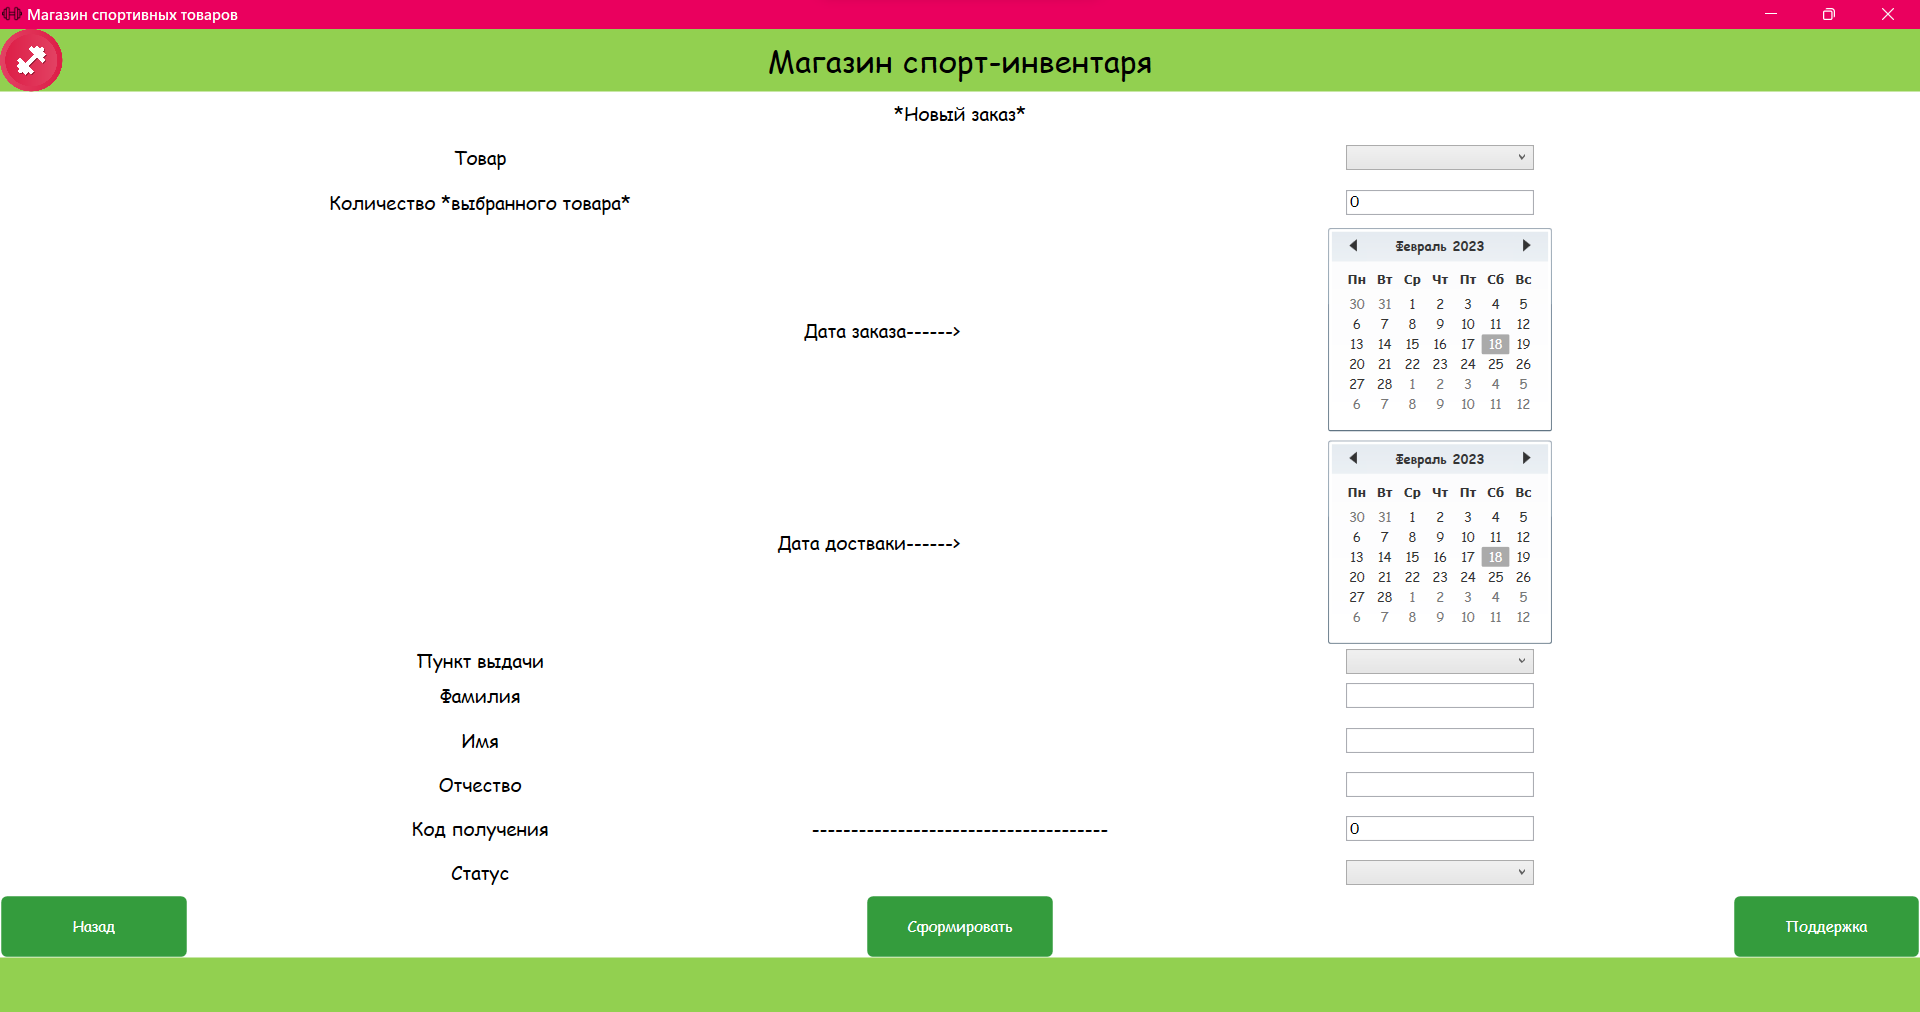 Магазин спортивных товаров
Магазин спорт-инвентаря
*Новый заказ*
Товар
Количество *выбранного товара*
0
Февраль 2023
Пн Вт Ср Чт Пт Сб Вс
30 31 1 2 3 4 5
6 7 8 9 10 11 12
13 14 15 16 17 18 19
20 21 22 23 24 25 26
27 28 1 2 3 4 5
6 7 8 9 10 11 12
Дата заказа------>
Февраль 2023
Пн Вт Ср Чт Пт Сб Вс
30 31 1 2 3 4 5
6 7 8 9 10 11 12
13 14 15 16 17 18 19
20 21 22 23 24 25 26
27 28 1 2 3 4 5
6 7 8 9 10 11 12
Дата доства​ки------>
Пункт выдачи
Фамилия
Имя
Отчество
Код получения -------------------------------------- 0
Статус
Назад
Сформировать
Поддержка